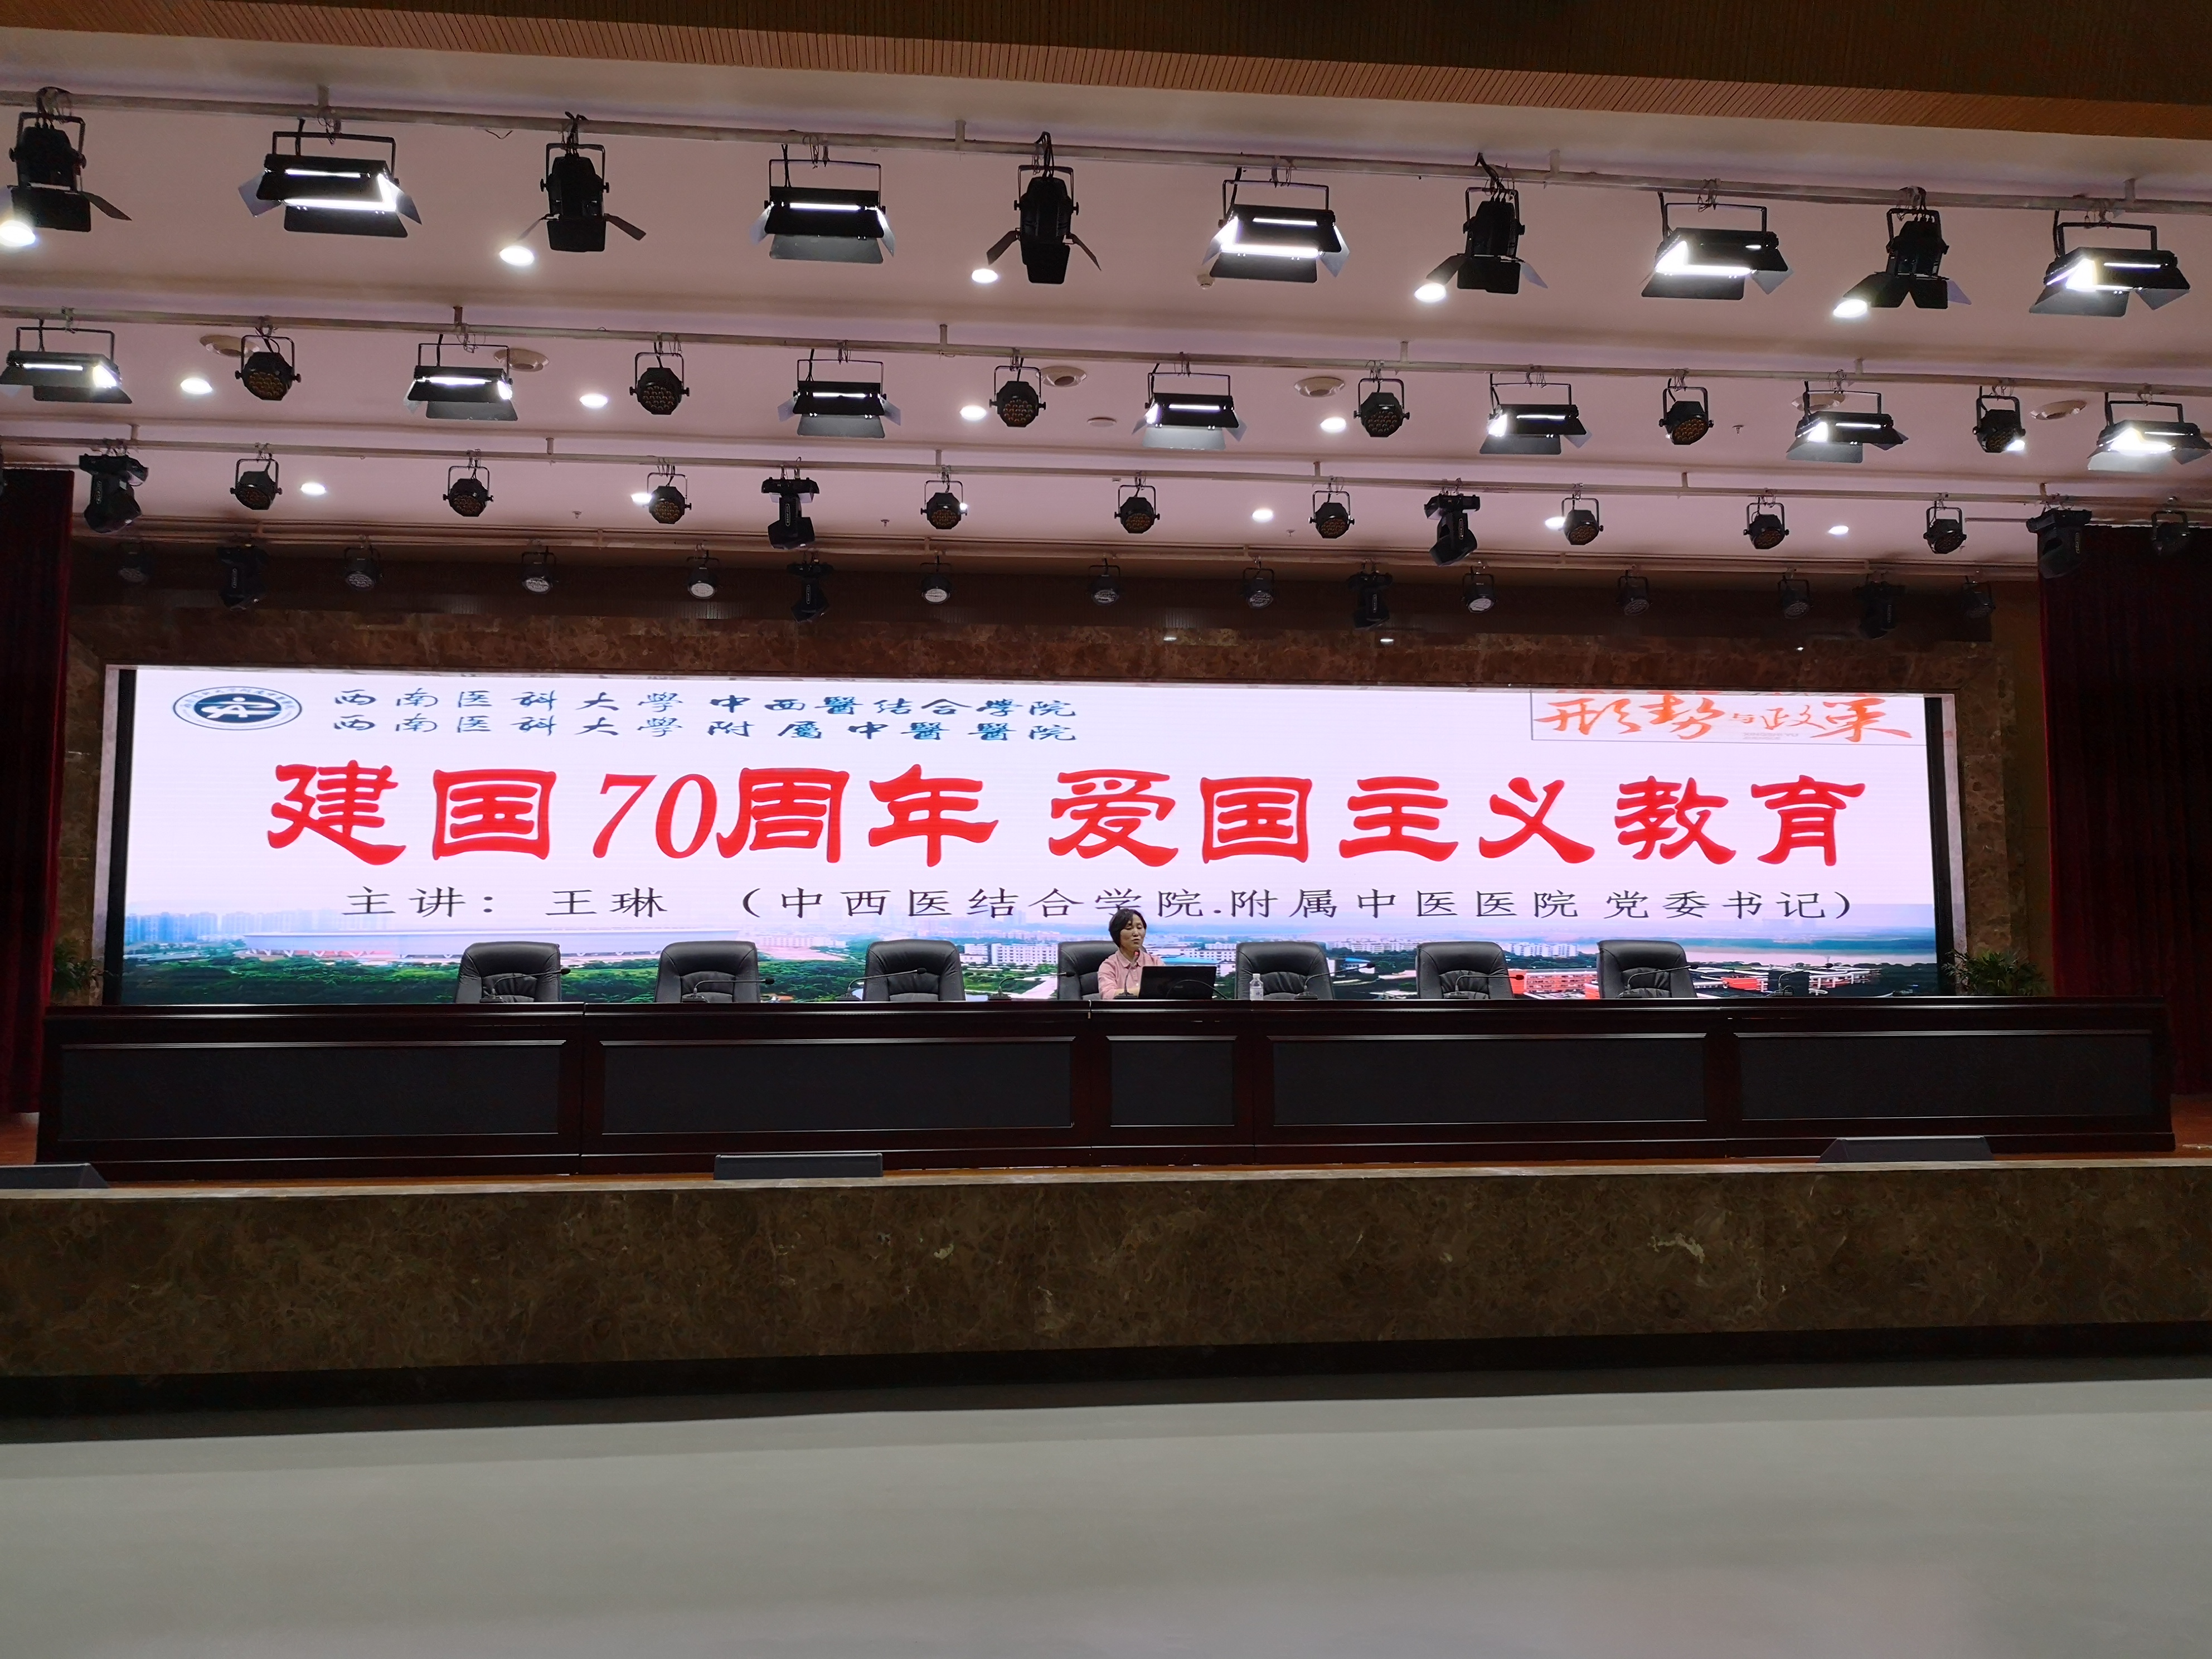 西南医科大学中西醫结合学院
西南医科大學附屬中醫醫院
形势与政策
建国70周年 爱国主义教育
主讲：王琳 （中西医结合学院.附属中医医院 党委书记）